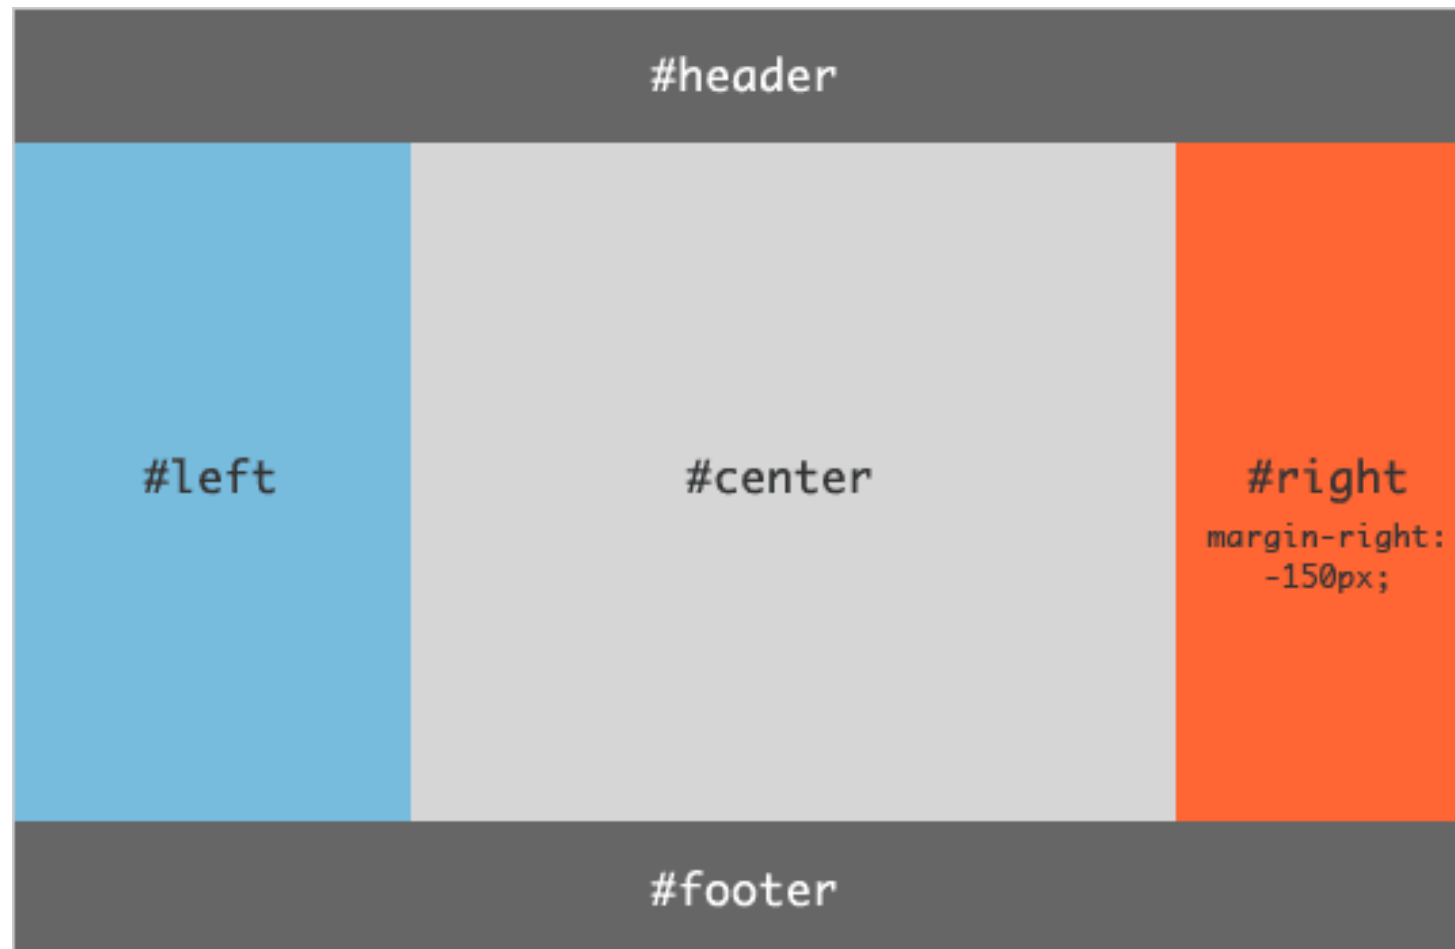 #header
#left
#center
#right
margin-right:
-150px;
#footer